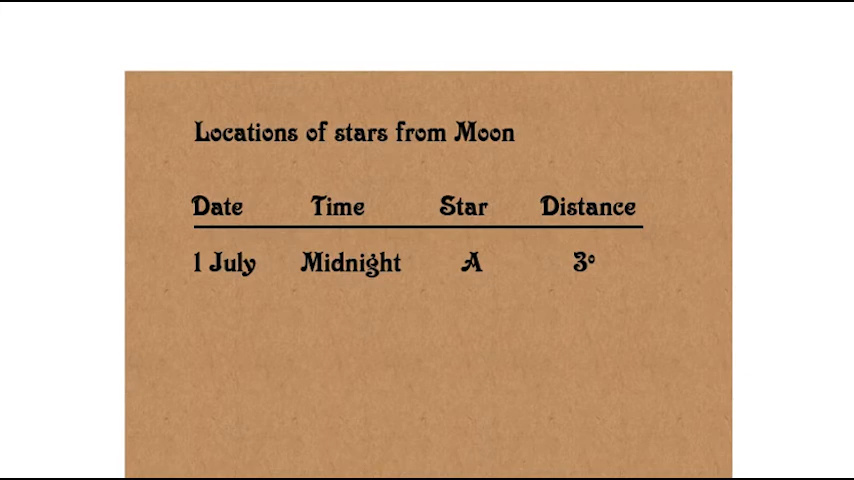 Locations of stars from Moon
Date Time Star Distance
1 July Midnight A 3°